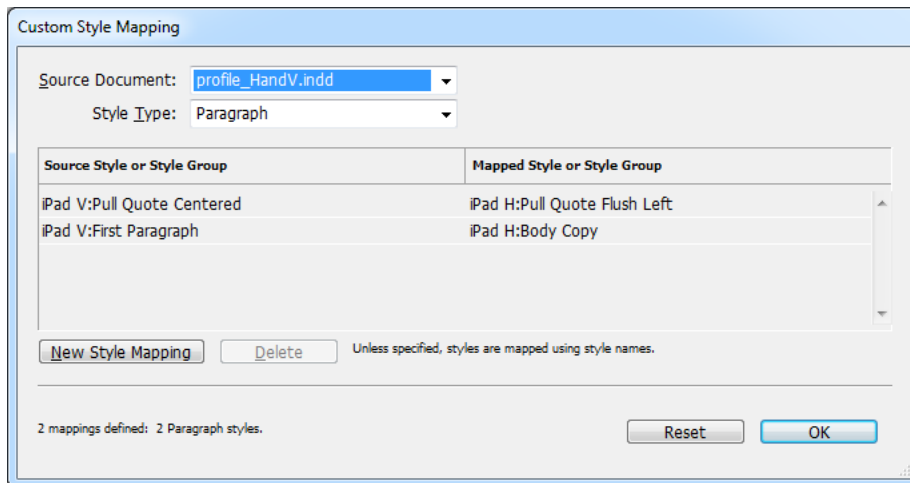 Custom Style Mapping
Source Document: profile_HandV.indd
Style Type: Paragraph
Source Style or Style Group Mapped Style or Style Group
iPad V:Pull Quote Centered iPad H:Pull Quote Flush Left
iPad V:First Paragraph iPad H:Body Copy
New Style Mapping Delete Unless specified, styles are mapped using style names.
2 mappings defined: 2 Paragraph styles.
Reset OK